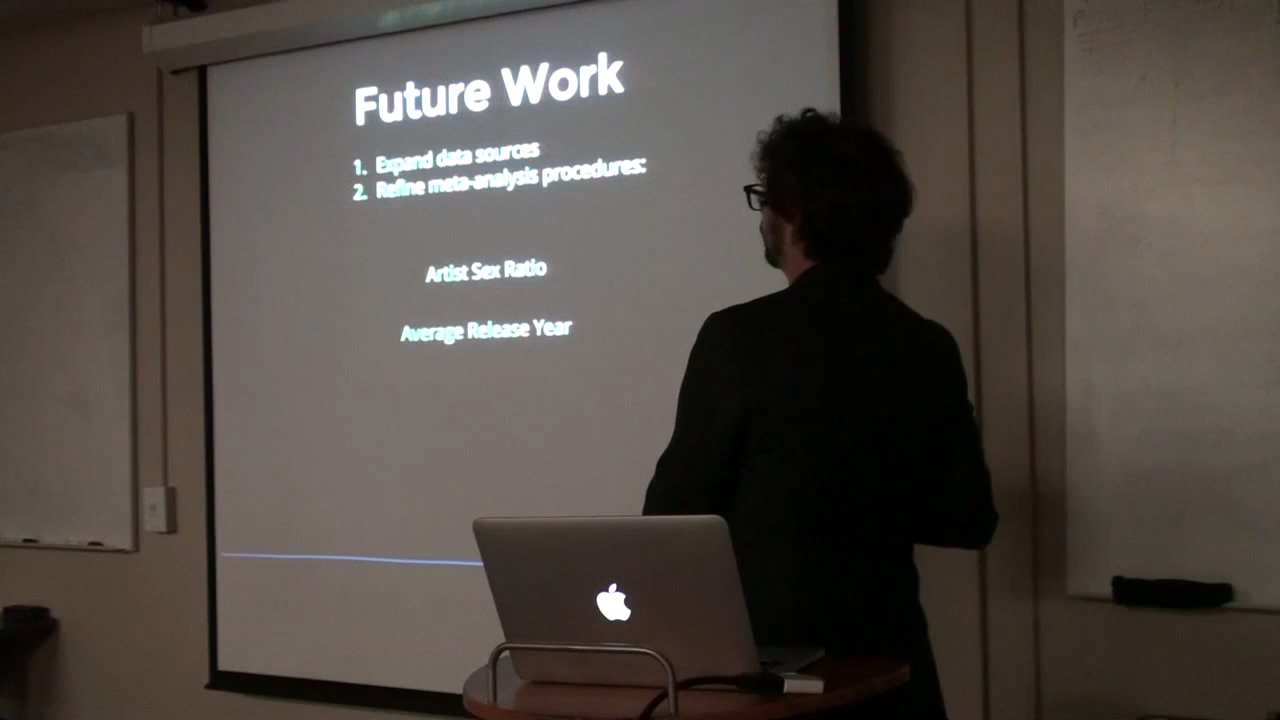 Future Work
1. Expand data sources
2. Refine meta-analysis procedures:
Artist Sex Ratio
Average Release Year